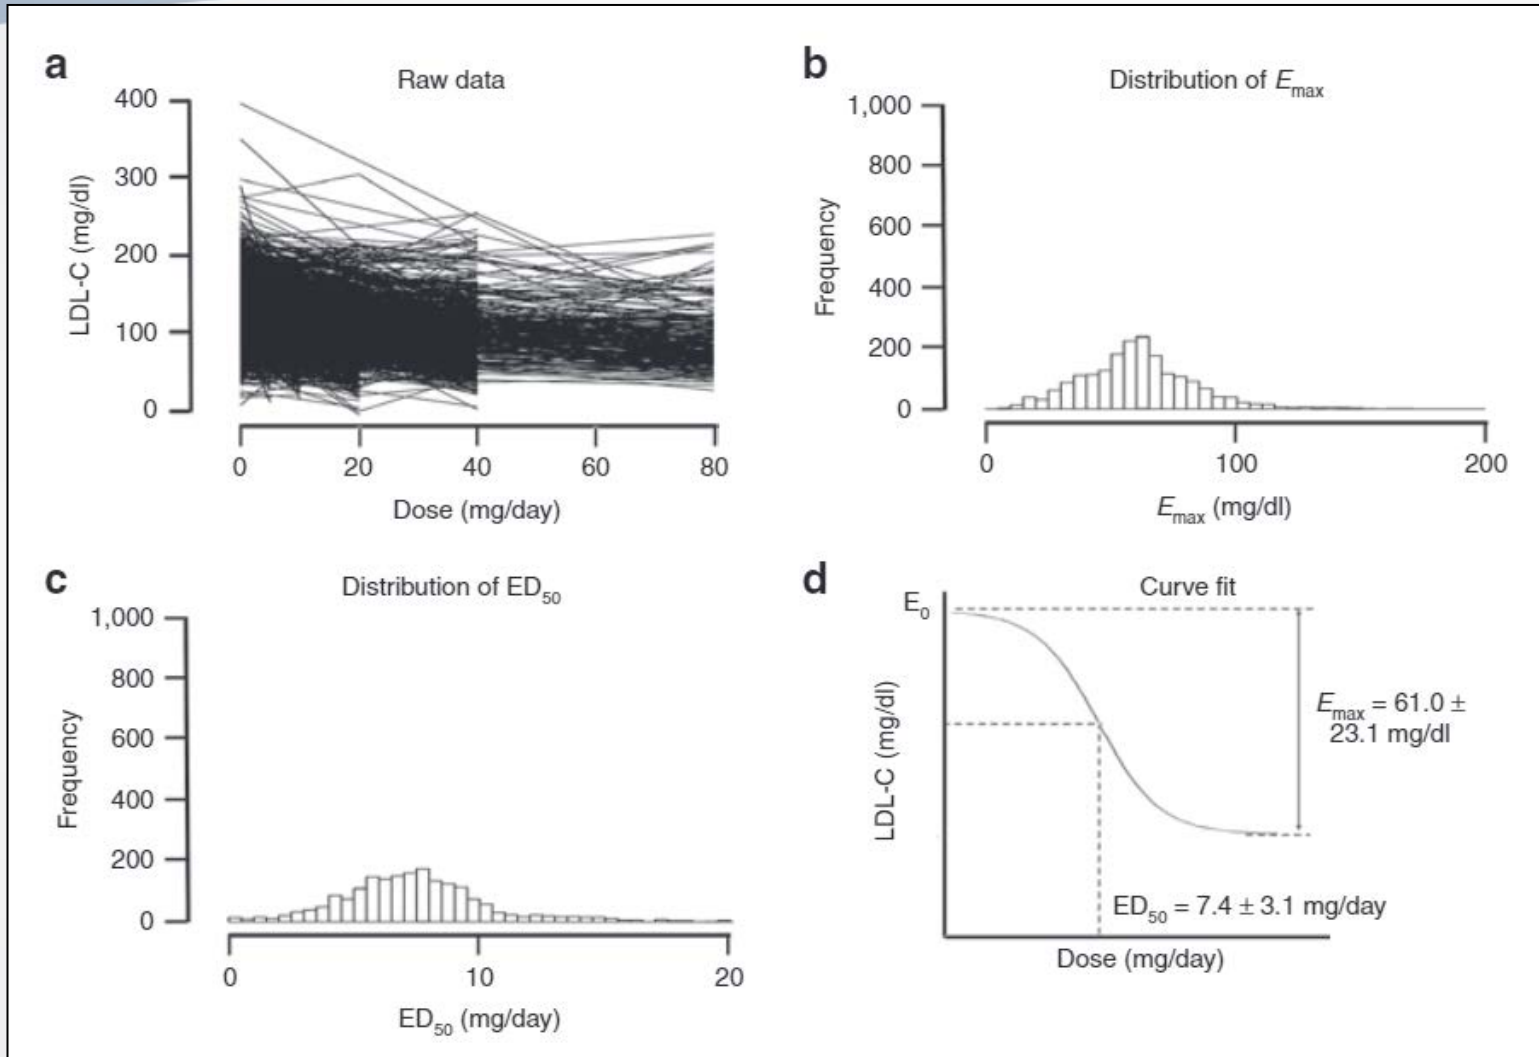 a
Raw data
400
300
200
100
0
LDL-C (mg/dl)
0 20 40 60 80
Dose (mg/day)
b
Distribution of Emax
1,000
800
600
400
200
0
Frequency
0 100 200
Emax (mg/dl)
c
Distribution of ED50
1,000
800
600
400
200
0
Frequency
0 10 20
ED50 (mg/day)
d
Curve fit
E0
LDL-C (mg/dl)
Emax = 61.0 ±
23.1 mg/dl
ED50 = 7.4 ± 3.1 mg/day
Dose (mg/day)